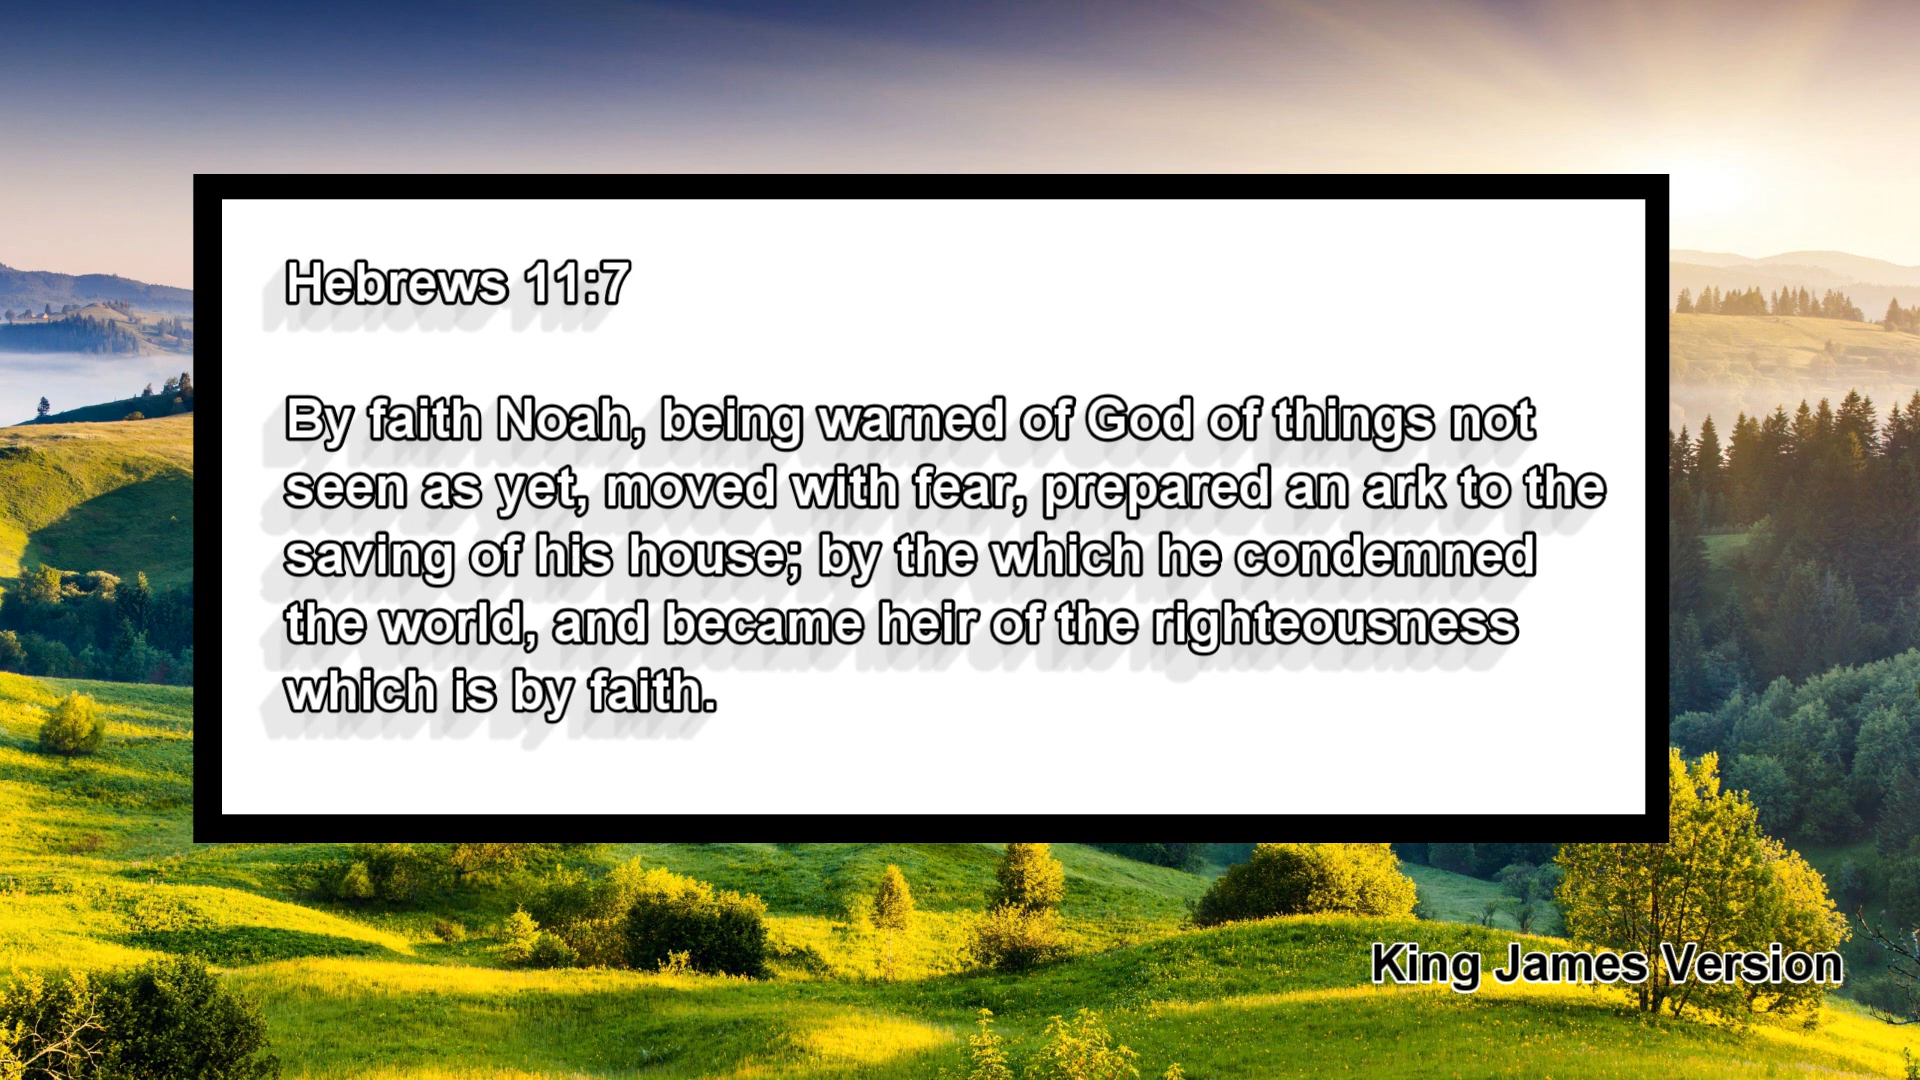 Hebrews 11:7
By faith Noah, being warned of God of things not
seen as yet, moved with fear, prepared an ark to the
saving of his house; by the which he condemned
the world, and became heir of the righteousness
which is by faith.
King James Version